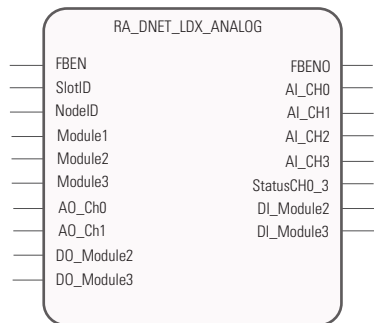 RA_DNET_LDX_ANALOG
FBEN
SlotID
NodeID
Module1
Module2
Module3
AO_Ch0
AO_Ch1
DO_Module2
DO_Module3
FBENO
AI_CH0
AI_CH1
AI_CH2
AI_CH3
StatusCH0_3
DI_Module2
DI_Module3